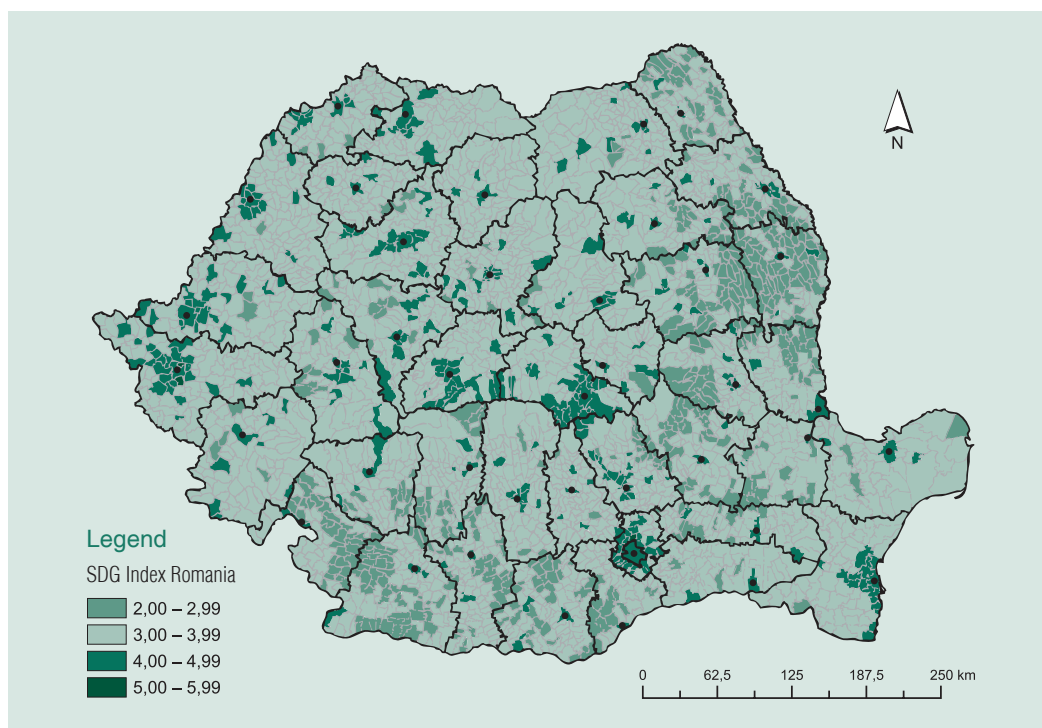 N
Legend
SDG Index Romania
2,00 – 2,99
3,00 – 3,99
4,00 – 4,99
5,00 – 5,99
0 62,5 125 187,5 250 km